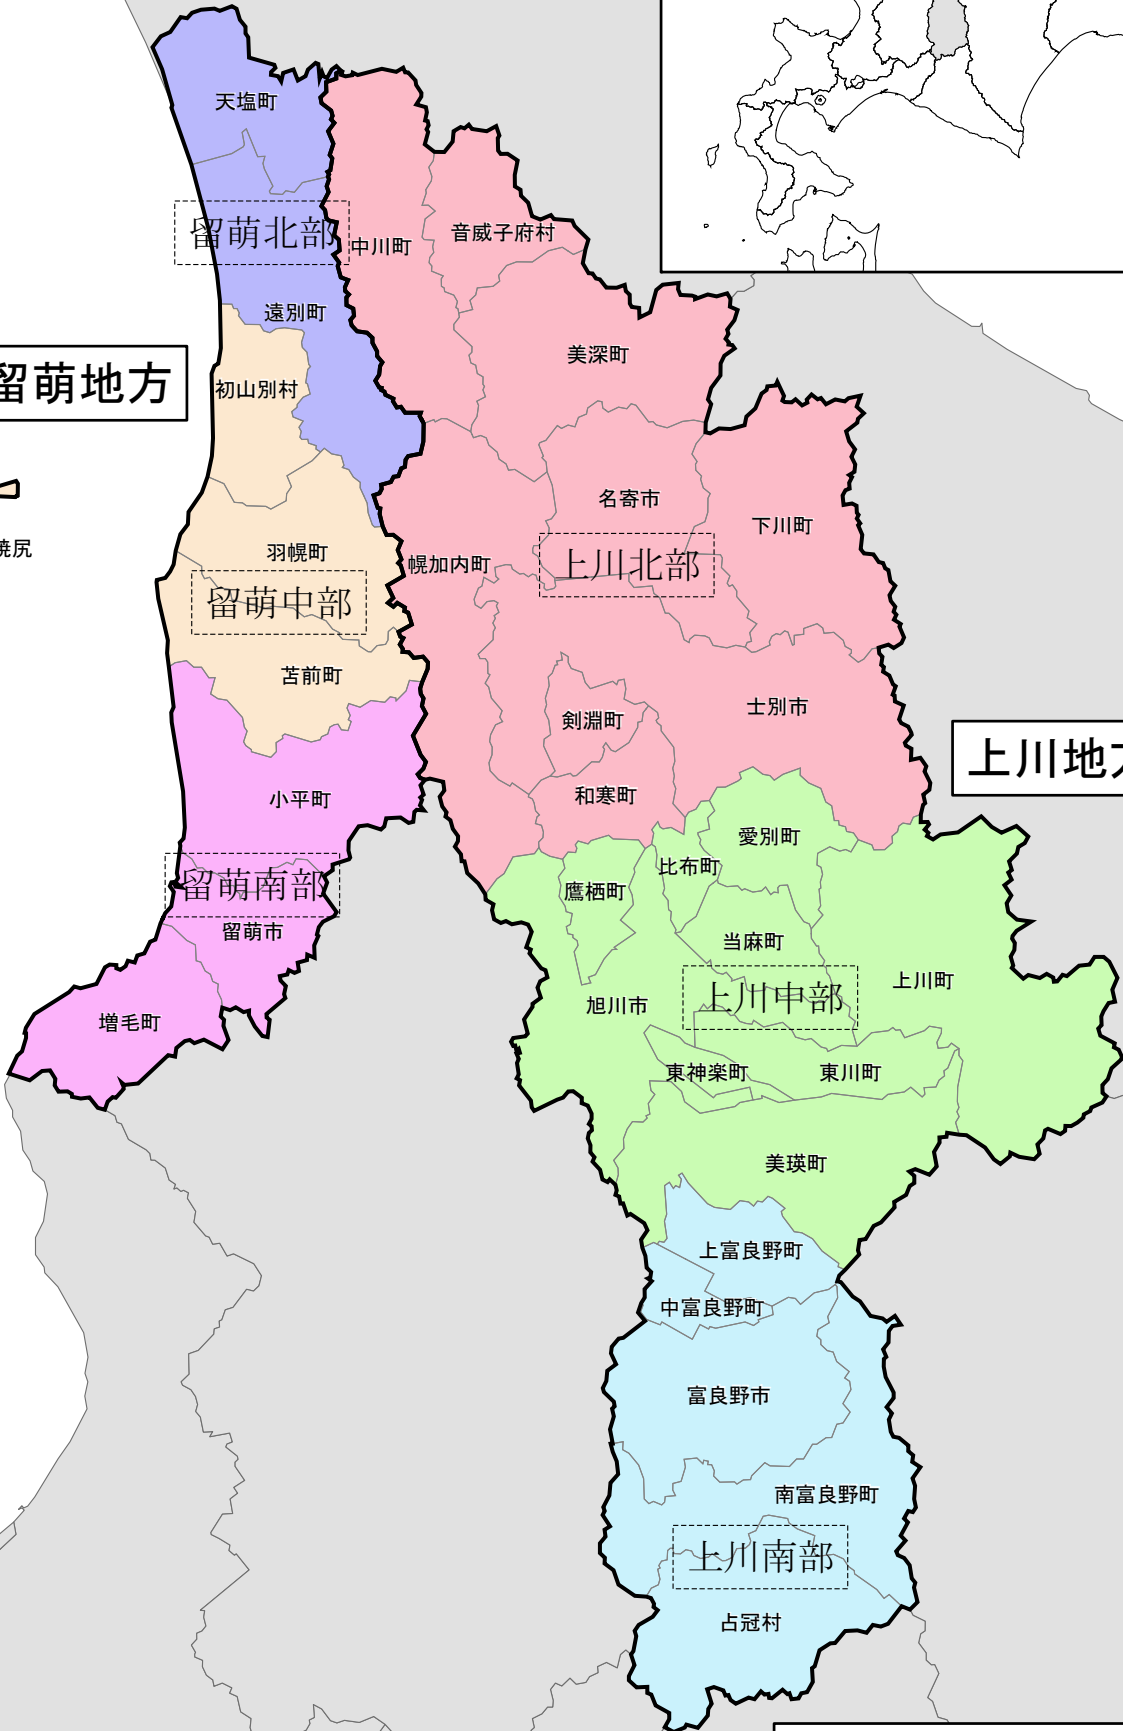 天塩町
留萌北部
中川町
音威子府村
遠別町
美深町
留萌地方
初山別村
名寄市
下川町
焼尻
羽幌町
幌加内町
上川北部
留萌中部
苫前町
剣淵町
士別市
上川地方
小平町
和寒町
愛別町
比布町
留萌南部
鷹栖町
留萌市
当麻町
上川町
上川中部
旭川市
増毛町
東神楽町
東川町
美瑛町
上富良野町
中富良野町
富良野市
南富良野町
上川南部
占冠村